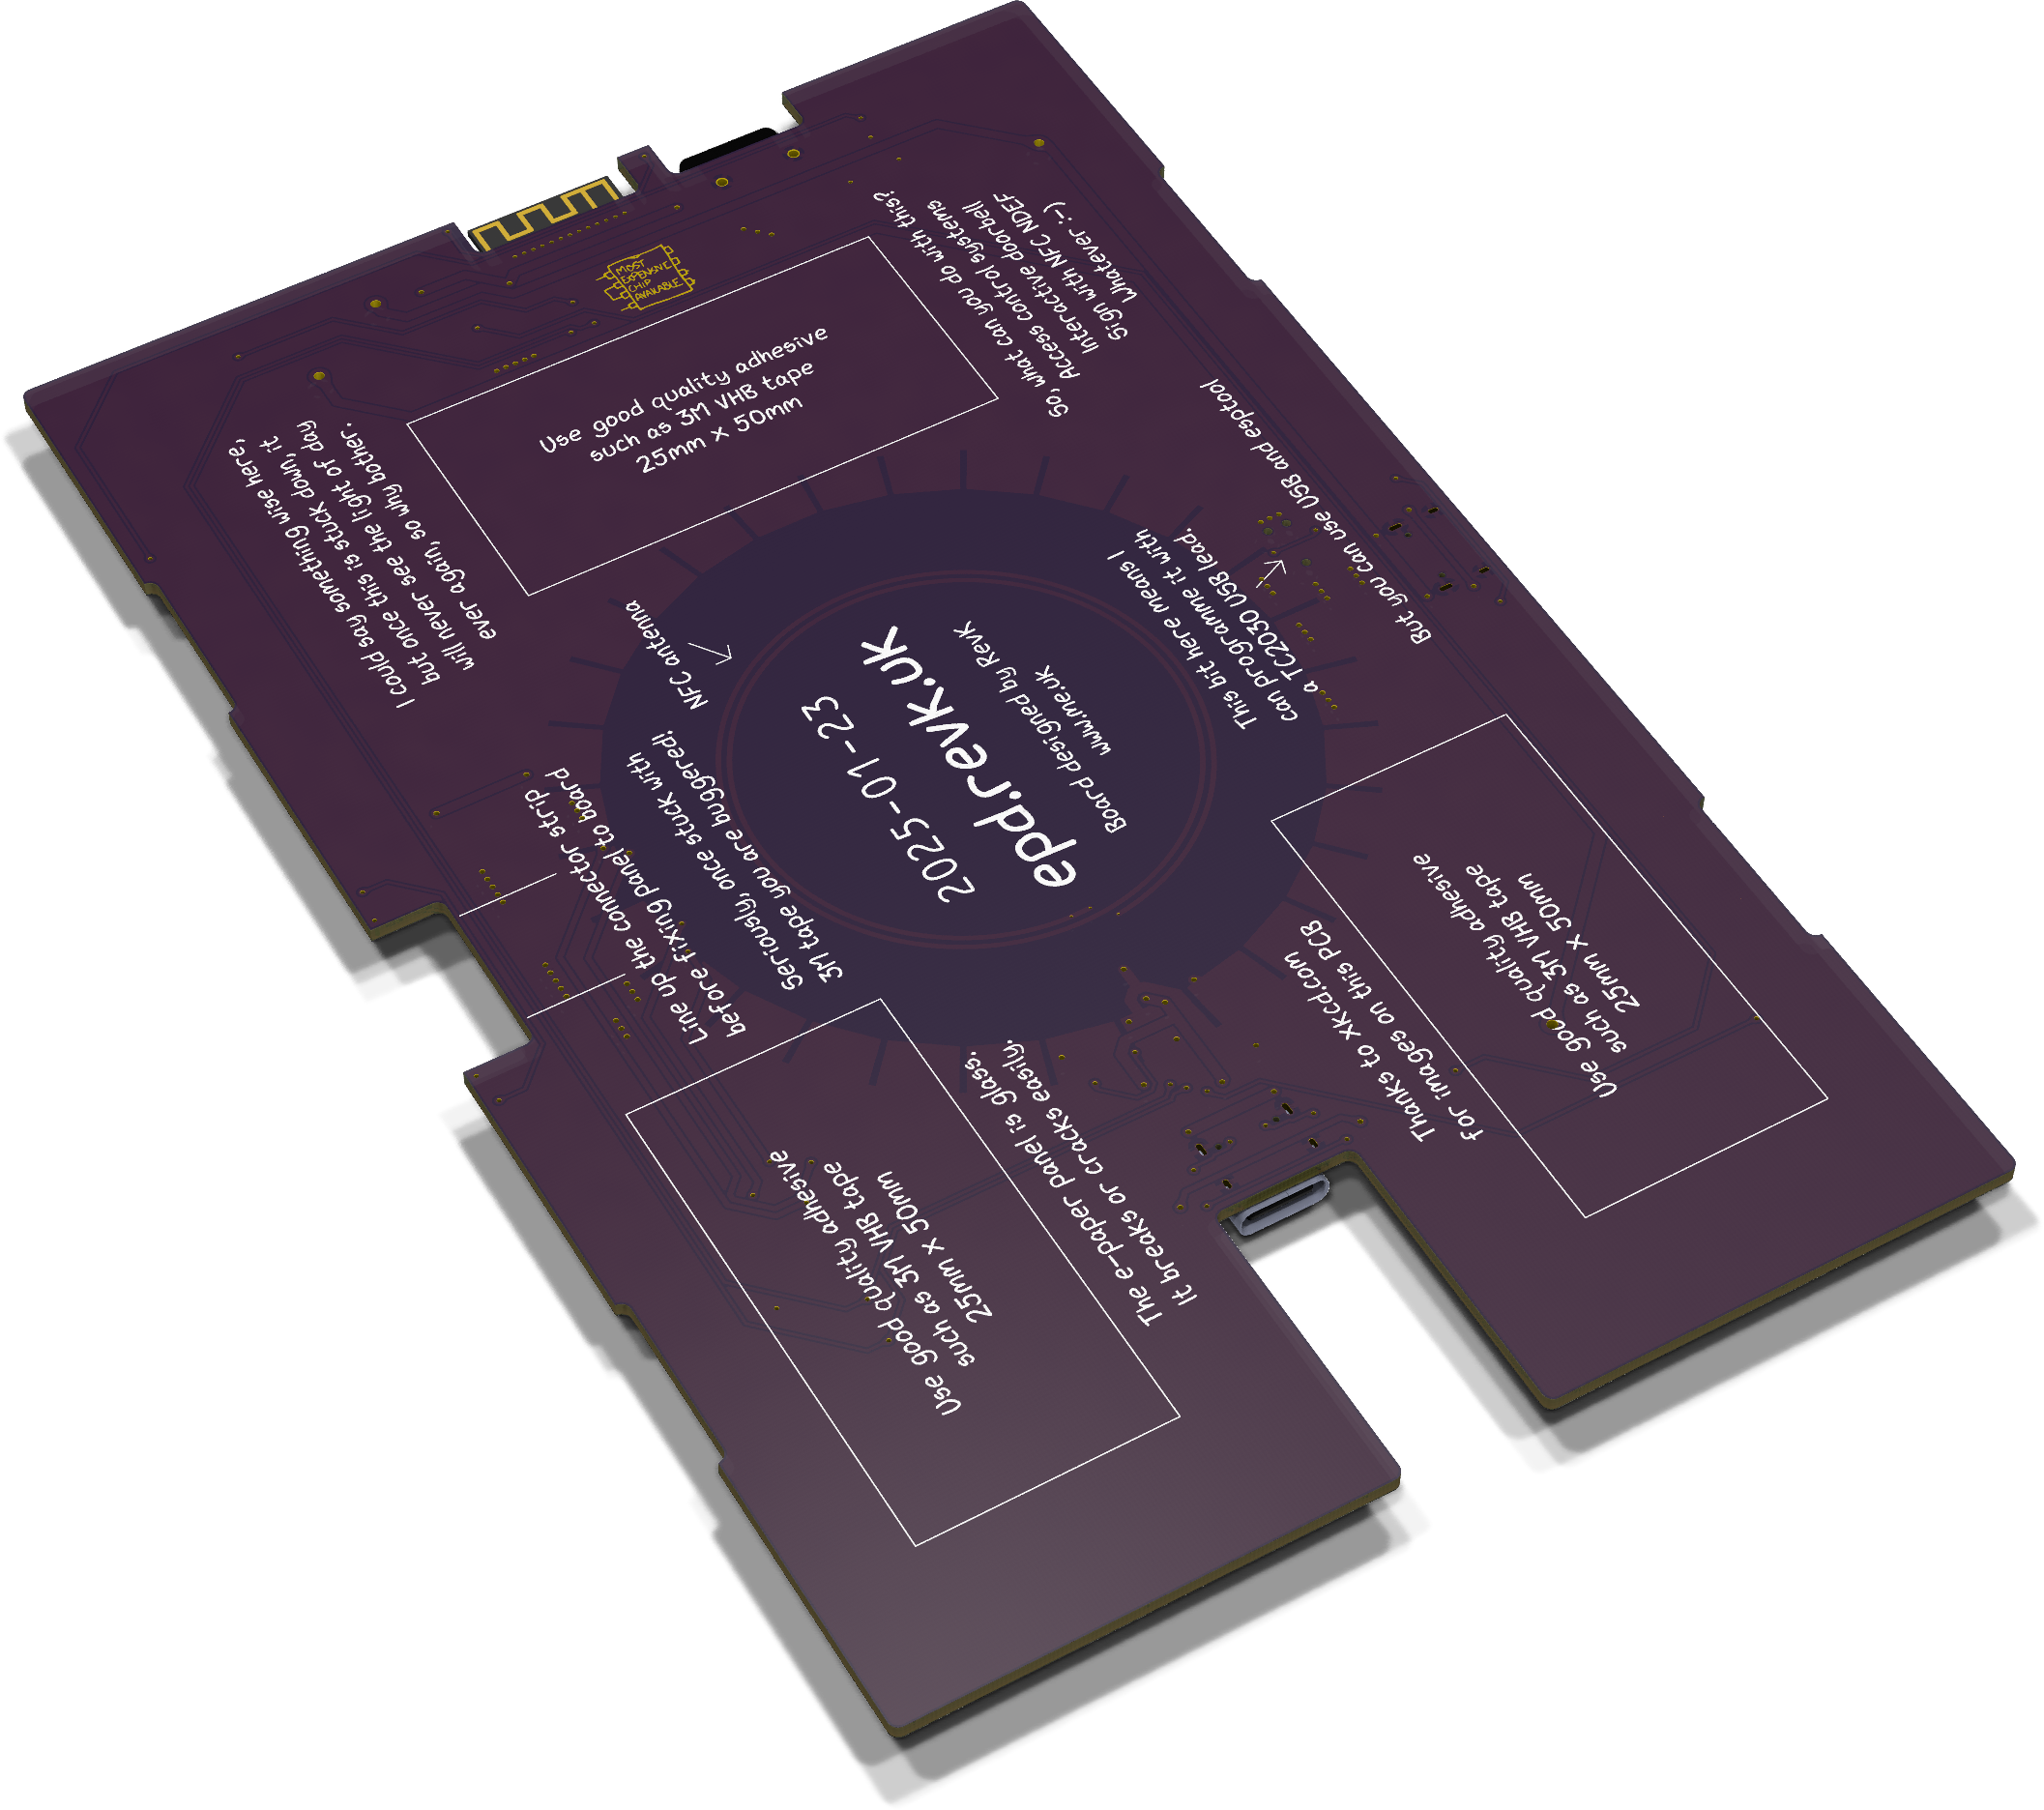 MOST
EXPENSIVE
CHIP
AVAILABLE
Use good quality adhesive
such as 3M VHB tape
25mm x 50mm
So, what can you do with this?
Access control systems
Interactive doorbell
Sign with NFC NDEF
Whatever :-)
I could say something wise here,
but once this is stuck down, it
will never see the light of day
ever again, so why bother.
But you can use USB and esptool
This bit here means I
can programme it with
a TC2030 USB lead.
NFC antenna
2025-01-23
epd.revk.uk
Board designed by RevK
www.me.uk
Line up the connector strip
before fixing panel to board
Seriously, once stuck with
3M tape you are buggered!
Thanks to xkcd.com
for images on this PCB
Use good quality adhesive
such as 3M VHB tape
25mm x 50mm
The e-paper panel is glass.
It breaks or cracks easily.
Use good quality adhesive
such as 3M VHB tape
25mm x 50mm